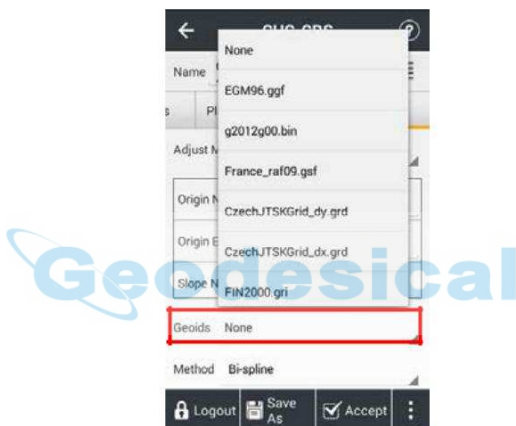 None
Name
EGM96.ggf
g2012g00.bin
Adjust
France_raf09.gsf
Origin N
CzechJTSKGrid_dy.grd
Origin E
CzechJTSKGrid_dx.grd
Geodesical
Slope N
FIN2000.gri
Geoids None
Method Bi-spline
Logout Save As Accept